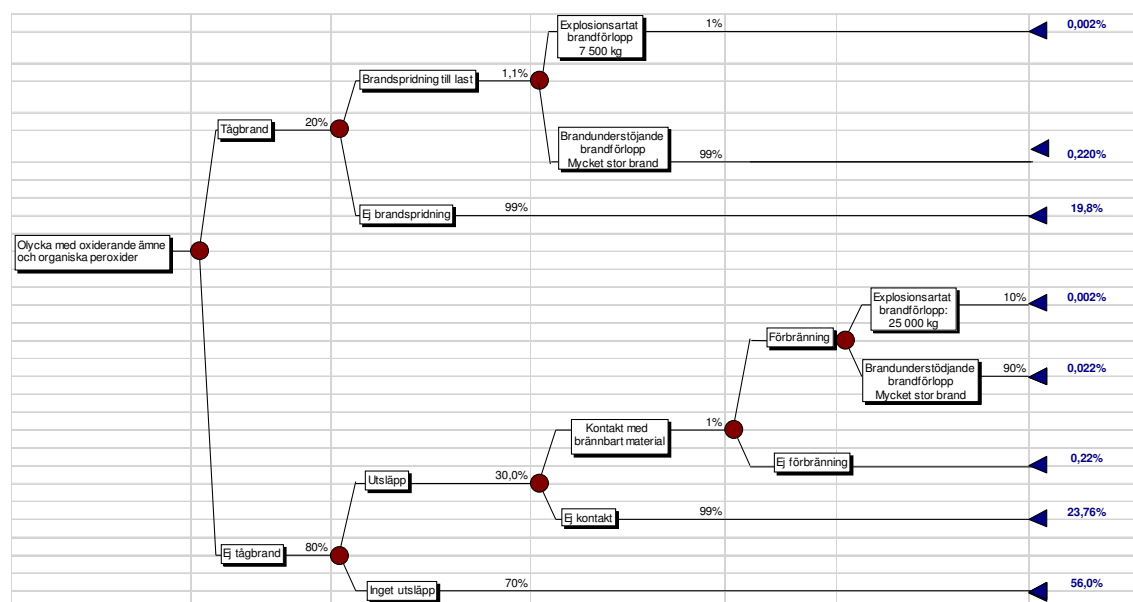 Explosionsartat
brandförlopp
7 500 kg
1%
0,002%
Brandspridning till last
1,1%
Tågbrand
20%
Brandunderstöjande
brandförlopp
Mycket stor brand
99%
0,220%
Ej brandspridning
99%
19,8%
Olycka med oxiderande ämne
och organiska peroxider
Explosionsartat
brandförlopp:
25 000 kg
10%
0,002%
Förbränning
Brandunderstödjande
brandförlopp
Mycket stor brand
90%
0,022%
Kontakt med
brännbart material
1%
Ej förbränning
0,22%
Utsläpp
30,0%
Ej kontakt
99%
23,76%
Ej tågbrand
80%
Inget utsläpp
70%
56,0%